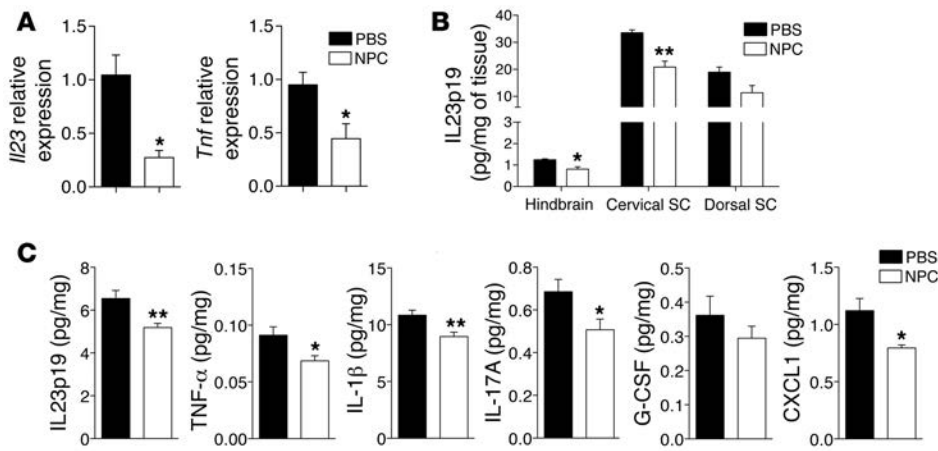 A
Il23 relative
expression
1.5
1.0
0.5
0.0
*
Tnf relative
expression
1.5
1.0
0.5
0.0
*
PBS
NPC
B
IL23p19
(pg/mg of tissue)
40
30
20
10
2
1
0
*
**
PBS
NPC
Hindbrain
Cervical SC
Dorsal SC
C
IL23p19 (pg/mg)
8
6
4
2
0
**
TNF-α (pg/mg)
0.15
0.10
0.05
0.00
*
IL-1β (pg/mg)
15
10
5
0
**
IL-17A (pg/mg)
0.8
0.6
0.4
0.2
0.0
*
G-CSF (pg/mg)
0.5
0.4
0.3
0.2
0.1
0.0
CXCL1 (pg/mg)
1.5
1.0
0.5
0.0
*
PBS
NPC